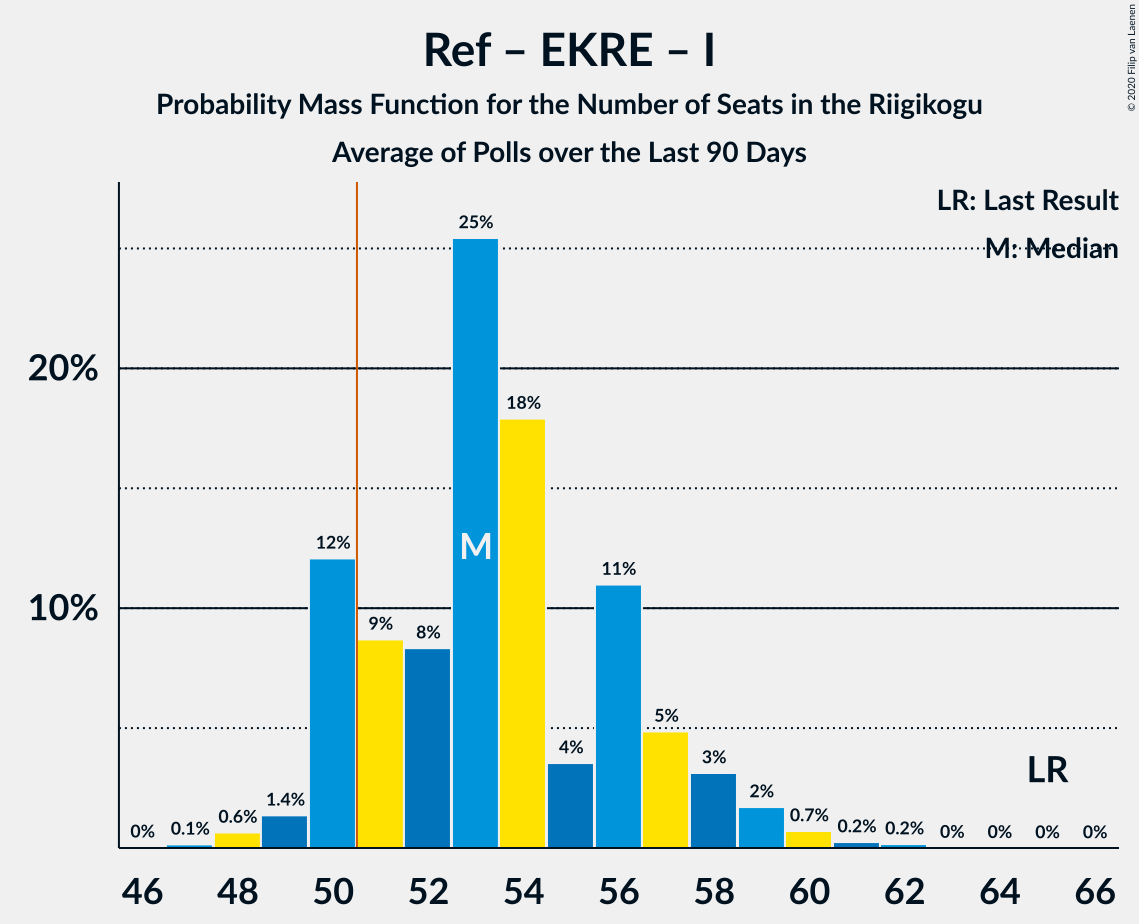 Ref – EKRE – I
Probability Mass Function for the Number of Seats in the Riigikogu
Average of Polls over the Last 90 Days
© 2020 Filip van Laenen
LR: Last Result
M: Median
20%
10%
0% 0.1% 0.6% 1.4% 12% 9% 8% 25% 18% 4% 11% 5% 3% 2% 0.7% 0.2% 0.2% 0% 0% 0% 0%
M
LR
46 48 50 52 54 56 58 60 62 64 66